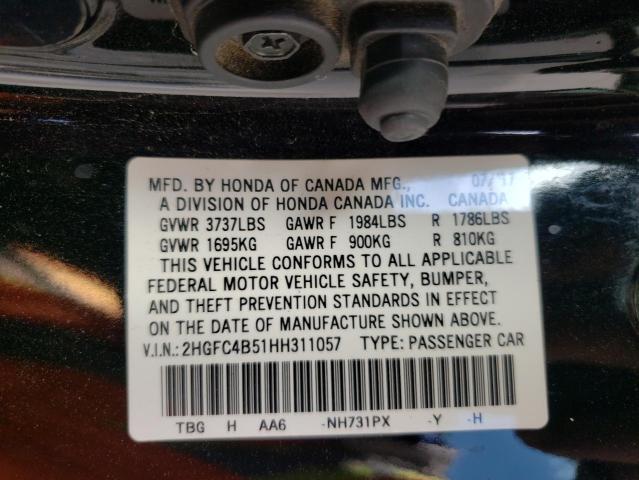 MFD. BY HONDA OF CANADA MFG.,
A DIVISION OF HONDA CANADA INC. CANADA
GVWR 3737LBS GAWR F 1984LBS R 1786LBS
GVWR 1695KG GAWR F 900KG R 810KG
THIS VEHICLE CONFORMS TO ALL APPLICABLE
FEDERAL MOTOR VEHICLE SAFETY, BUMPER,
AND THEFT PREVENTION STANDARDS IN EFFECT
ON THE DATE OF MANUFACTURE SHOWN ABOVE.
V.I.N.:2HGFC4B51HH311057 TYPE: PASSENGER CAR
TBG H AA6 -NH731PX -Y -H